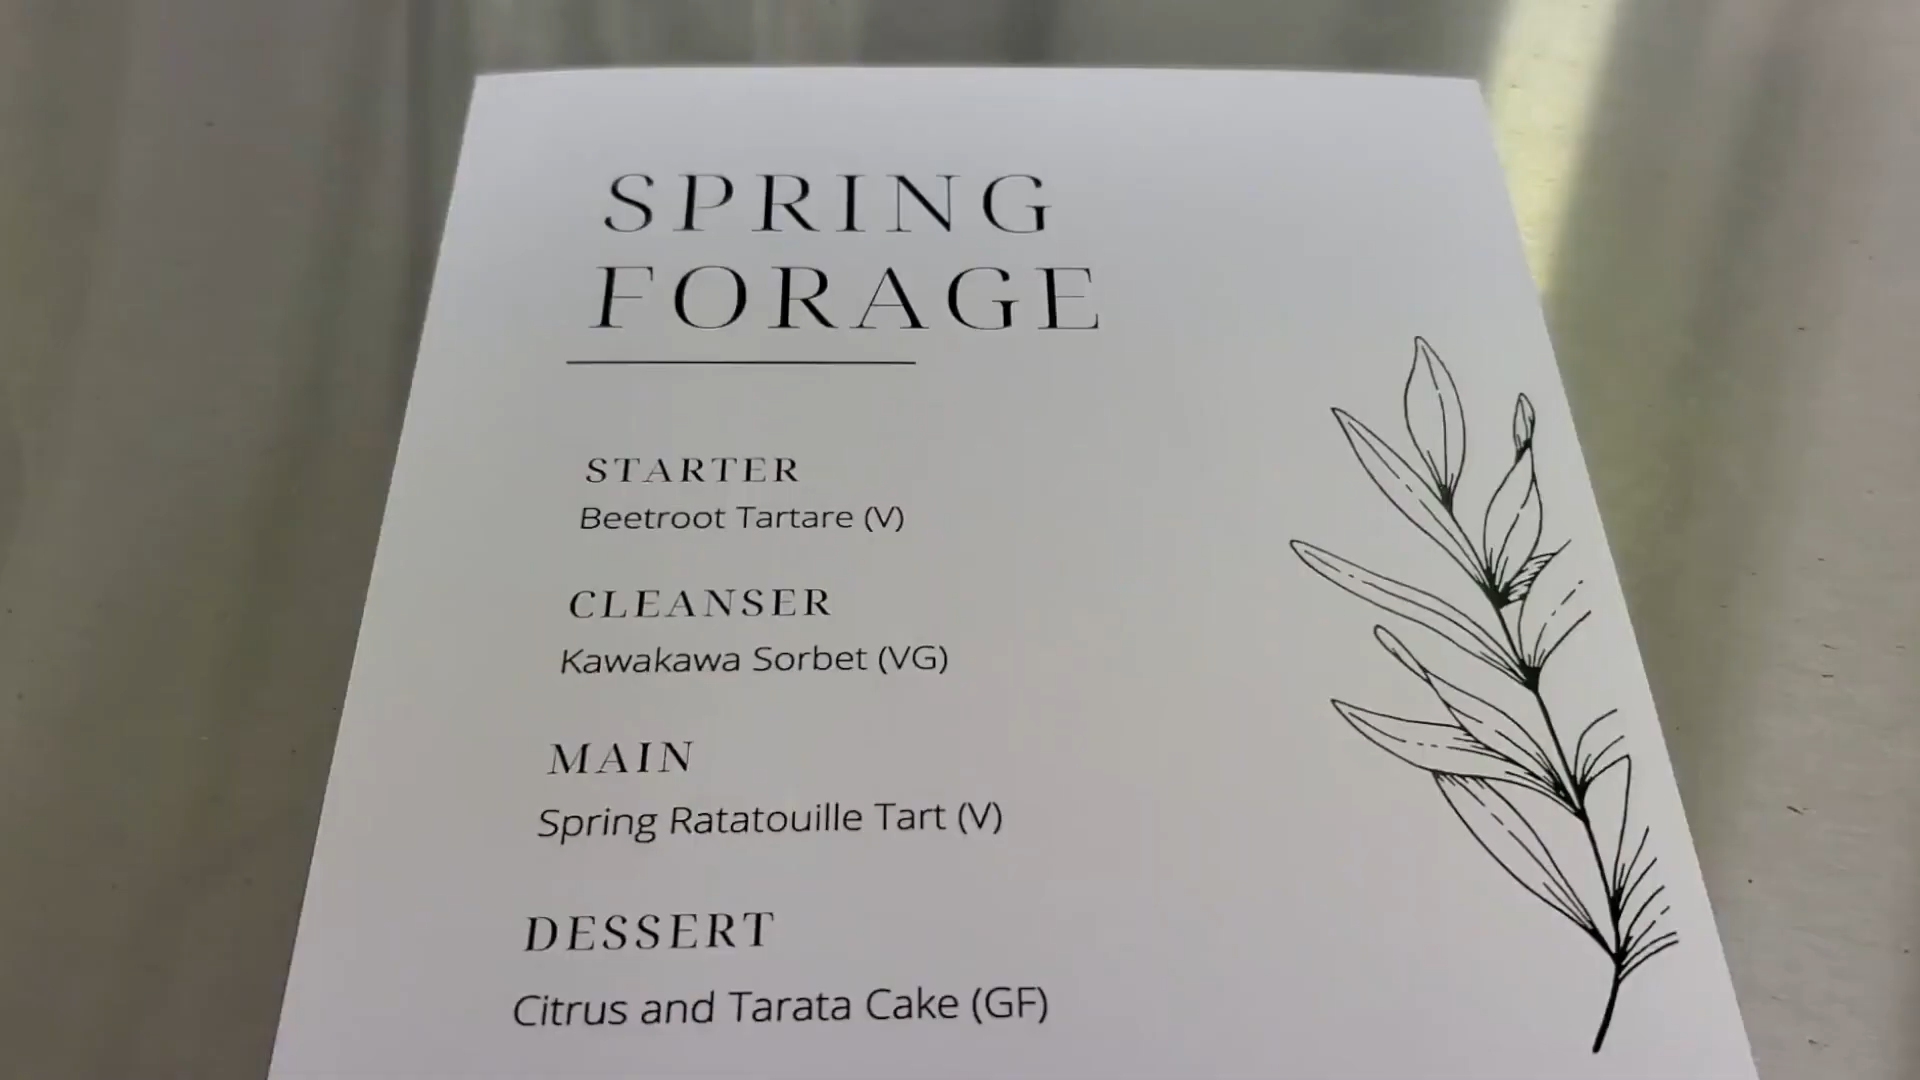 SPRING
FORAGE
STARTER
Beetroot Tartare (V)
CLEANSER
Kawakawa Sorbet (VG)
MAIN
Spring Ratatouille Tart (V)
DESSERT
Citrus and Tarata Cake (GF)